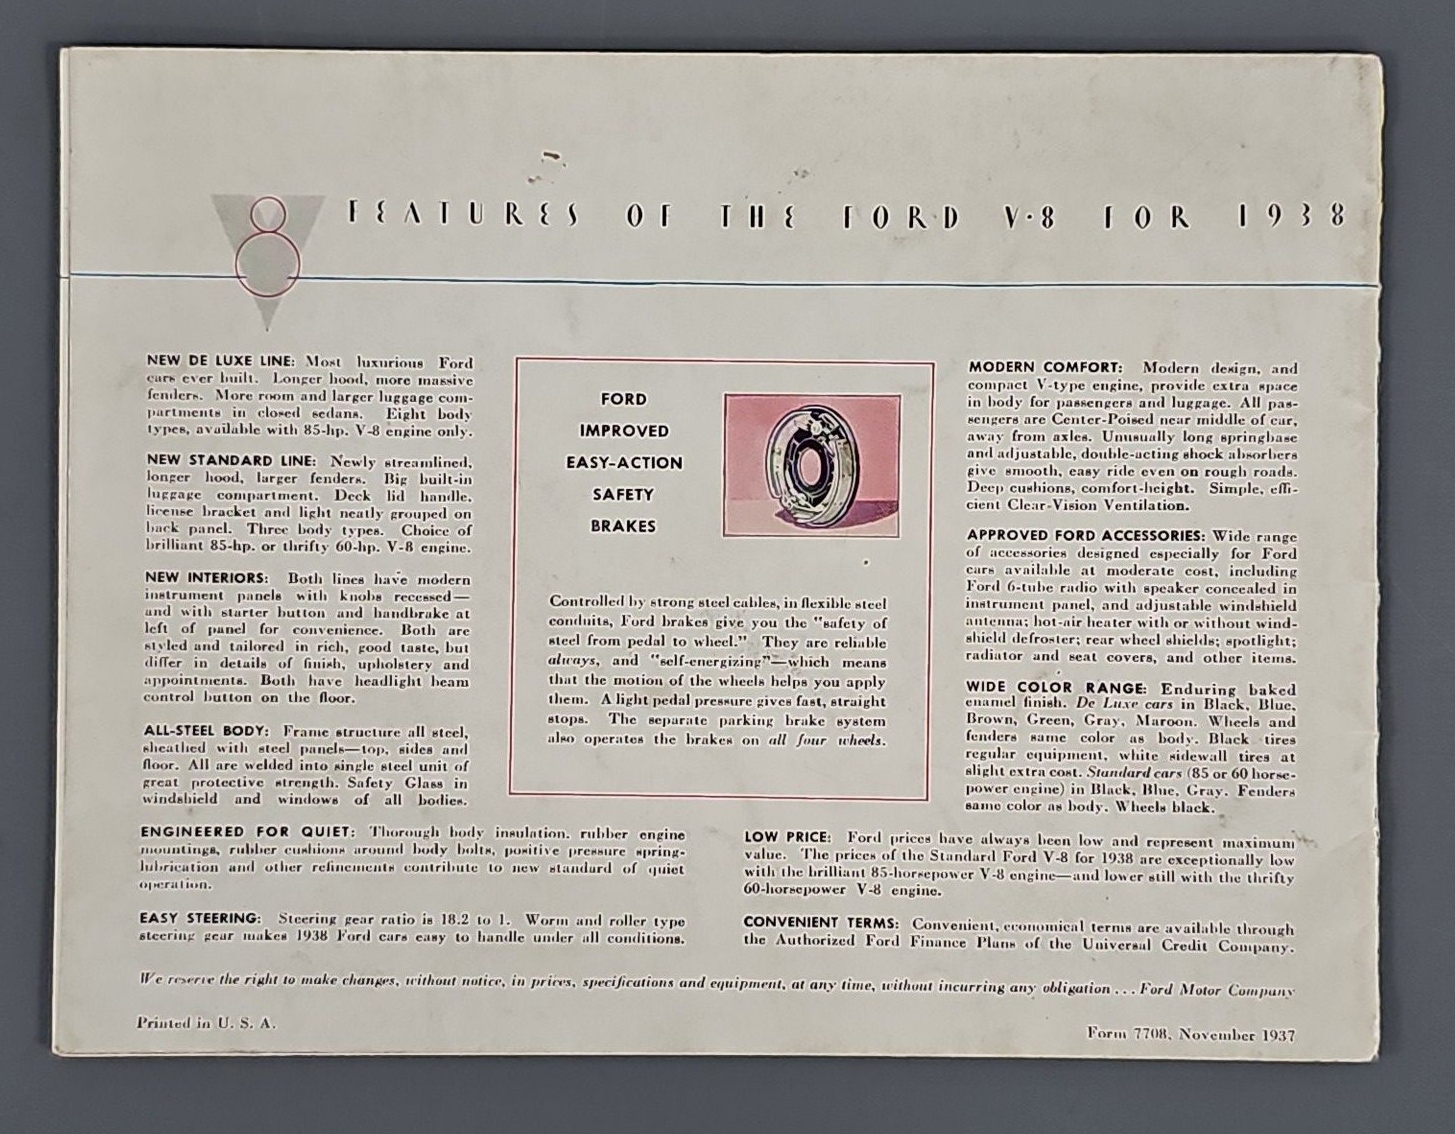 8
FEATURES OF THE FORD V·8 FOR 1938
NEW DE LUXE LINE: Most luxurious Ford
cars ever built. Longer hood, more massive
fenders. More room and larger luggage com-
partments in closed sedans. Eight body
types, available with 85-hp. V-8 engine only.
NEW STANDARD LINE: Newly streamlined,
longer hood, larger fenders. Big built-in
luggage compartment. Deck lid handle,
license bracket and light neatly grouped on
back panel. Three body types. Choice of
brilliant 85-hp. or thrifty 60-hp. V-8 engine.
NEW INTERIORS: Both lines have modern
instrument panels with knobs recessed—
and with starter button and handbrake at
left of panel for convenience. Both are
styled and tailored in rich, good taste, but
differ in details of finish, upholstery and
appointments. Both have headlight beam
control button on the floor.
ALL-STEEL BODY: Frame structure all steel,
sheathed with steel panels—top, sides and
floor. All are welded into single steel unit of
great protective strength. Safety Glass in
windshield and windows of all bodies.
FORD
IMPROVED
EASY-ACTION
SAFETY
BRAKES
Controlled by strong steel cables, in flexible steel
conduits, Ford brakes give you the "safety of
steel from pedal to wheel." They are reliable
always, and "self-energizing"—which means
that the motion of the wheels helps you apply
them. A light pedal pressure gives fast, straight
stops. The separate parking brake system
also operates the brakes on all four wheels.
MODERN COMFORT: Modern design, and
compact V-type engine, provide extra space
in body for passengers and luggage. All pas-
sengers are Center-Poised near middle of car,
away from axles. Unusually long springbase
and adjustable, double-acting shock absorbers
give smooth, easy ride even on rough roads.
Deep cushions, comfort-height. Simple, effi-
cient Clear-Vision Ventilation.
APPROVED FORD ACCESSORIES: Wide range
of accessories designed especially for Ford
cars available at moderate cost, including
Ford 6-tube radio with speaker concealed in
instrument panel, and adjustable windshield
antenna; hot-air heater with or without wind-
shield defroster; rear wheel shields; spotlight;
radiator and seat covers, and other items.
WIDE COLOR RANGE: Enduring baked
enamel finish. De Luxe cars in Black, Blue,
Brown, Green, Gray, Maroon. Wheels and
fenders same color as body. Black tires
regular equipment, white sidewall tires at
slight extra cost. Standard cars (85 or 60 horse-
power engine) in Black, Blue, Gray. Fenders
same color as body. Wheels black.
ENGINEERED FOR QUIET: Thorough body insulation, rubber engine
mountings, rubber cushions around body bolts, positive pressure spring-
lubrication and other refinements contribute to new standard of quiet
operation.
EASY STEERING: Steering gear ratio is 18.2 to 1. Worm and roller type
steering gear makes 1938 Ford cars easy to handle under all conditions.
LOW PRICE: Ford prices have always been low and represent maximum
value. The prices of the Standard Ford V-8 for 1938 are exceptionally low
with the brilliant 85-horsepower V-8 engine—and lower still with the thrifty
60-horsepower V-8 engine.
CONVENIENT TERMS: Convenient, economical terms are available through
the Authorized Ford Finance Plans of the Universal Credit Company.
We reserve the right to make changes, without notice, in prices, specifications and equipment, at any time, without incurring any obligation . . . Ford Motor Company
Printed in U. S. A.
Form 7708, November 1937